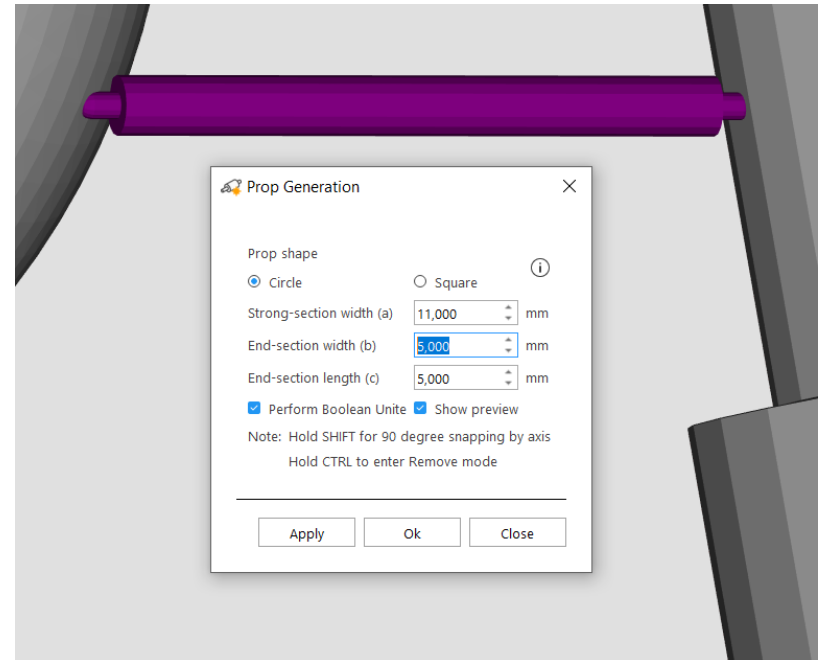 Prop Generation
Prop shape
Circle
Square
Strong-section width (a) 11,000 mm
End-section width (b) 5,000 mm
End-section length (c) 5,000 mm
Perform Boolean Unite Show preview
Note: Hold SHIFT for 90 degree snapping by axis
Hold CTRL to enter Remove mode
Apply Ok Close